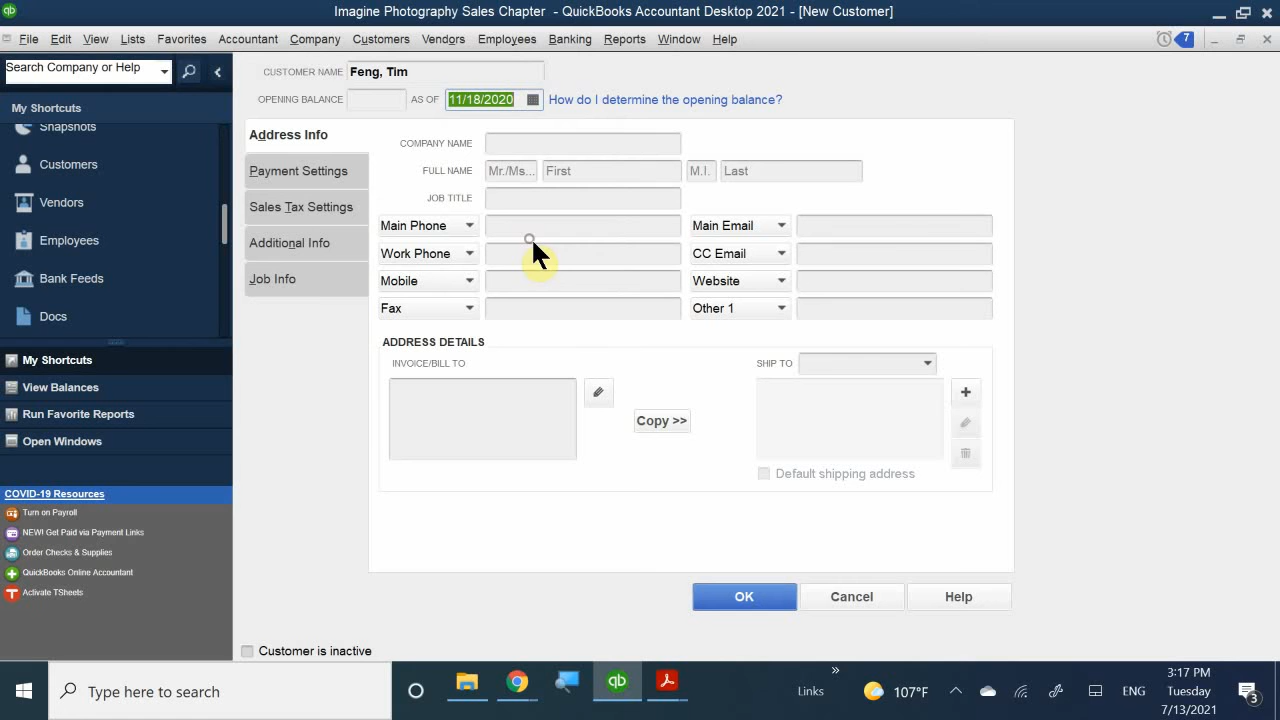 Imagine Photography Sales Chapter - QuickBooks Accountant Desktop 2021 - [New Customer]
File Edit View Lists Favorites Accountant Company Customers Vendors Employees Banking Reports Window Help 7
Search Company or Help
My Shortcuts
Snapshots
Customers
Vendors
Employees
Bank Feeds
Docs
My Shortcuts
View Balances
Run Favorite Reports
Open Windows
COVID-19 Resources
Turn on Payroll
NEW! Get Paid via Payment Links
Order Checks & Supplies
QuickBooks Online Accountant
Activate TSheets
CUSTOMER NAME Feng, Tim
OPENING BALANCE AS OF 11/18/2020 How do I determine the opening balance?
Address Info
Payment Settings
Sales Tax Settings
Additional Info
Job Info
COMPANY NAME
FULL NAME Mr./Ms... First M.I. Last
JOB TITLE
Main Phone Main Email
Work Phone CC Email
Mobile Website
Fax Other 1
ADDRESS DETAILS
INVOICE/BILL TO SHIP TO
Copy >>
Default shipping address
OK Cancel Help
Customer is inactive
qb
Type here to search
qb
Links » 107°F ENG
3:17 PM
Tuesday
7/13/2021
3